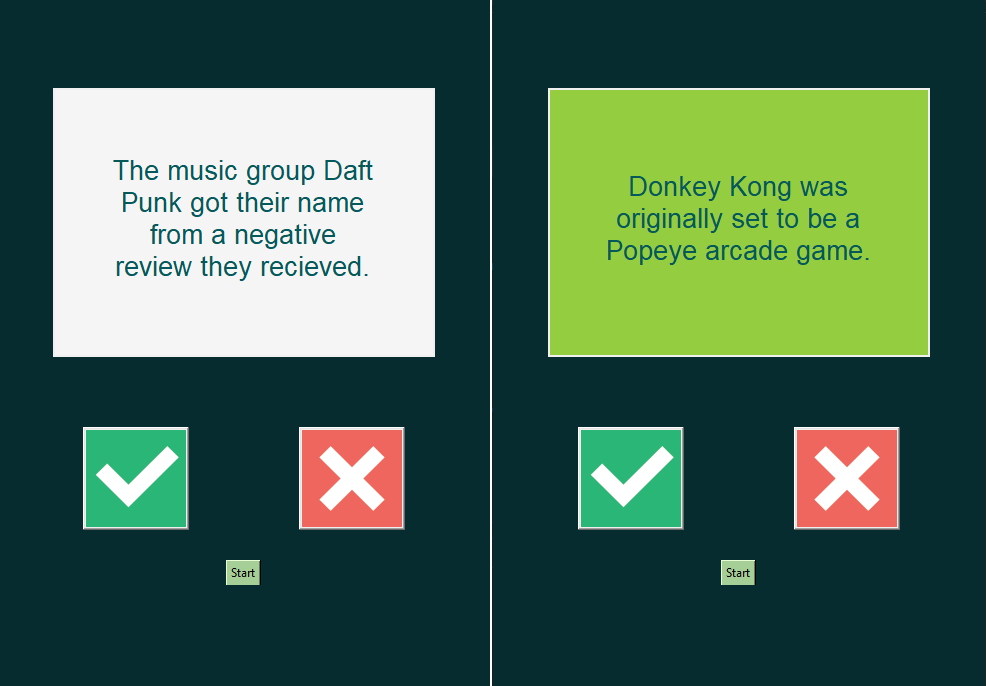 The music group Daft
Punk got their name
from a negative
review they recieved.
Start
Donkey Kong was
originally set to be a
Popeye arcade game.
Start